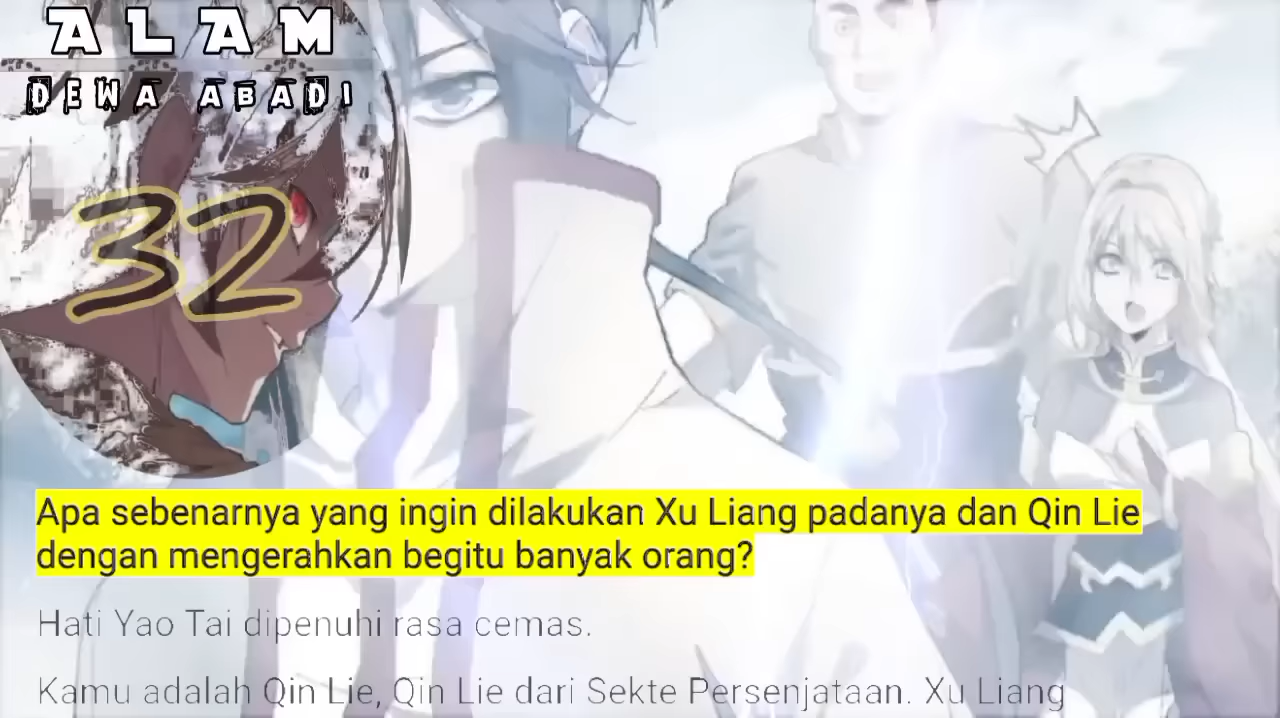 ALAM
DEWA ABADI
32
Apa sebenarnya yang ingin dilakukan Xu Liang padanya dan Qin Lie
dengan mengerahkan begitu banyak orang?
Hati Yao Tai dipenuhi rasa cemas.
Kamu adalah Qin Lie, Qin Lie dari Sekte Persenjataan. Xu Liang